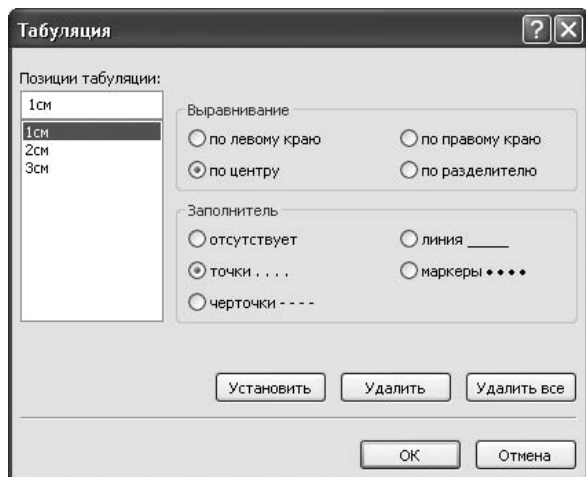 Табуляция
Позиции табуляции:
1см
1см
2см
3см
Выравнивание
по левому краю
по правому краю
по центру
по разделителю
Заполнитель
отсутствует
линия _____
точки . . . .
маркеры • • • •
черточки - - - -
Установить
Удалить
Удалить все
ОК
Отмена